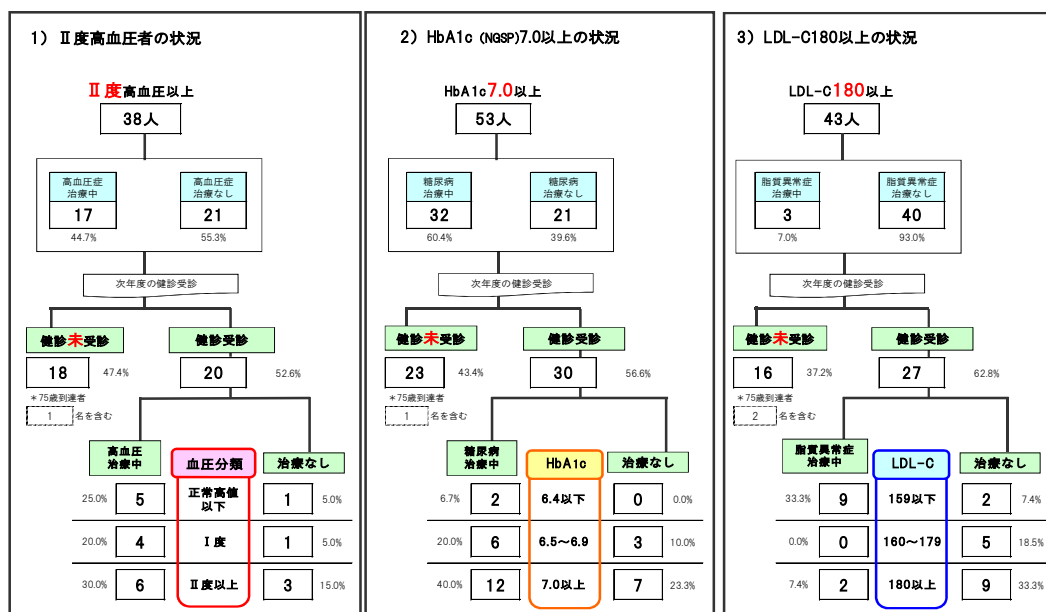 1）Ⅱ度高血圧者の状況
Ⅱ度高血圧以上
38人
高血圧症
治療中
17
44.7%
高血圧症
治療なし
21
55.3%
次年度の健診受診
健診未受診
18
47.4%
＊75歳到達者
1 名を含む
健診受診
20
52.6%
高血圧
治療中
血圧分類
治療なし
25.0% 5 正常高値
以下 1 5.0%
20.0% 4 Ⅰ度 1 5.0%
30.0% 6 Ⅱ度以上 3 15.0%
2）HbA1c (NGSP)7.0以上の状況
HbA1c7.0以上
53人
糖尿病
治療中
32
60.4%
糖尿病
治療なし
21
39.6%
次年度の健診受診
健診未受診
23
43.4%
＊75歳到達者
1 名を含む
健診受診
30
56.6%
糖尿病
治療中
HbA1c
治療なし
6.7% 2 6.4以下 0 0.0%
20.0% 6 6.5～6.9 3 10.0%
40.0% 12 7.0以上 7 23.3%
3）LDL-C180以上の状況
LDL-C180以上
43人
脂質異常症
治療中
3
7.0%
脂質異常症
治療なし
40
93.0%
次年度の健診受診
健診未受診
16
37.2%
＊75歳到達者
2 名を含む
健診受診
27
62.8%
脂質異常症
治療中
LDL-C
治療なし
33.3% 9 159以下 2 7.4%
0.0% 0 160～179 5 18.5%
7.4% 2 180以上 9 33.3%